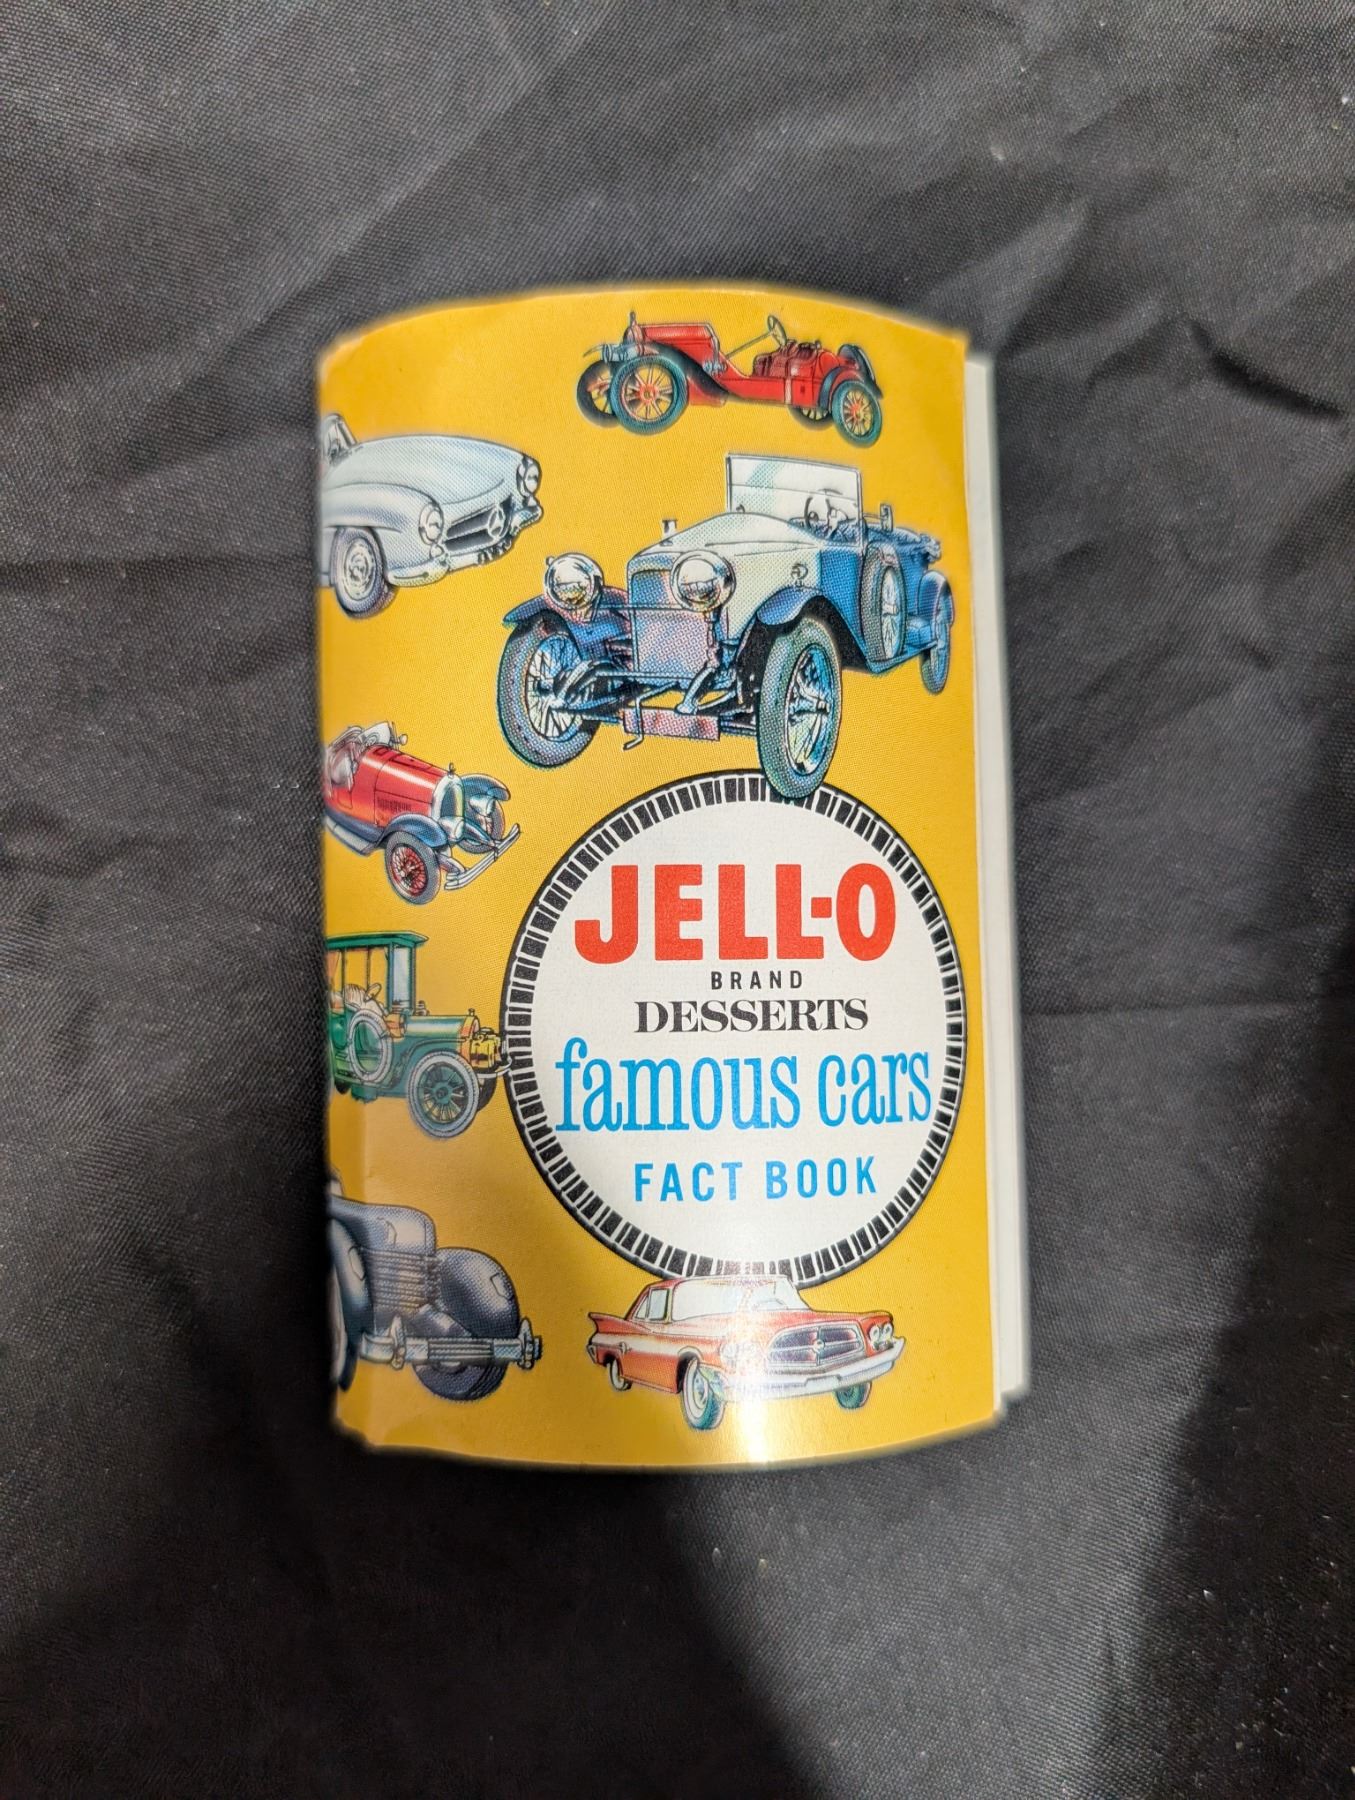 JELL-O
BRAND
DESSERTS
famous cars
FACT BOOK